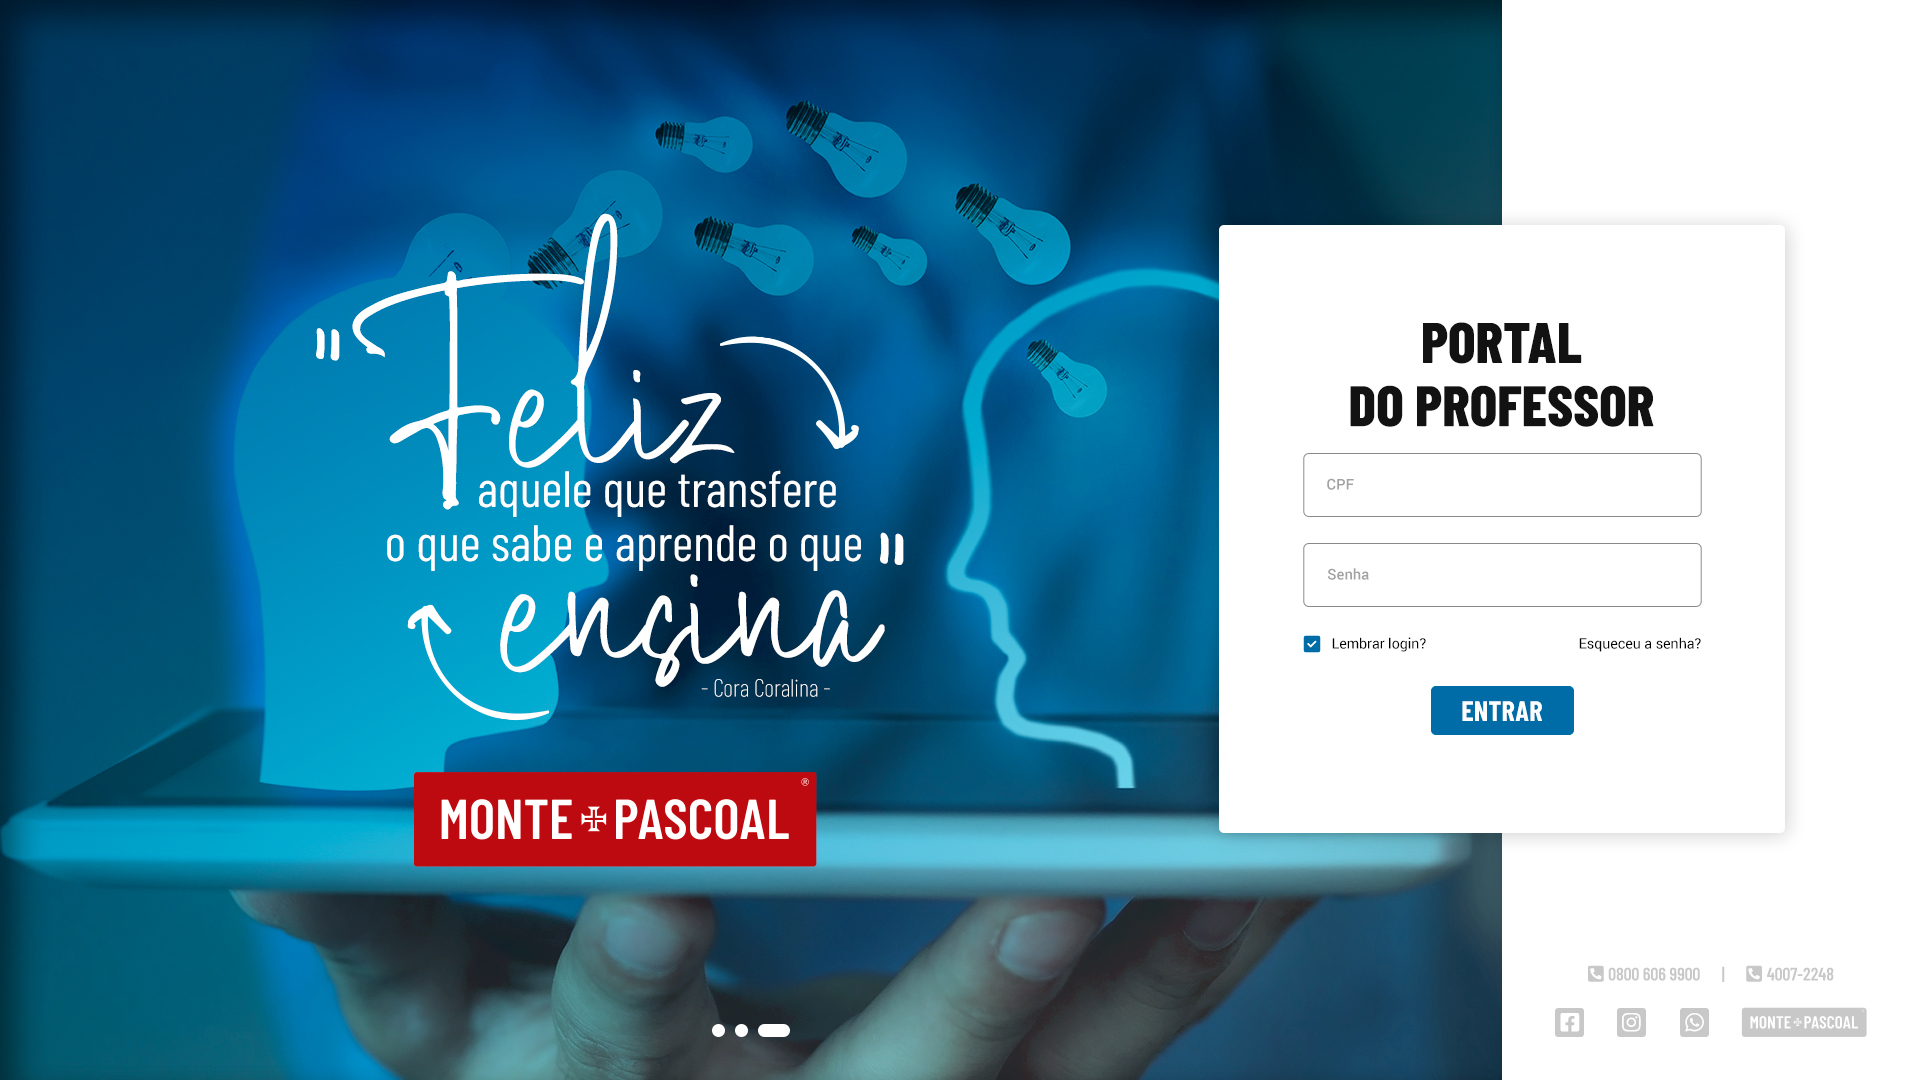 "Feliz
aquele que transfere
o que sabe e aprende o que "
ensina
- Cora Coralina -
MONTE PASCOAL ®
PORTAL
DO PROFESSOR
CPF
Senha
Lembrar login? Esqueceu a senha?
ENTRAR
0800 606 9900 | 4007-2248
MONTE PASCOAL